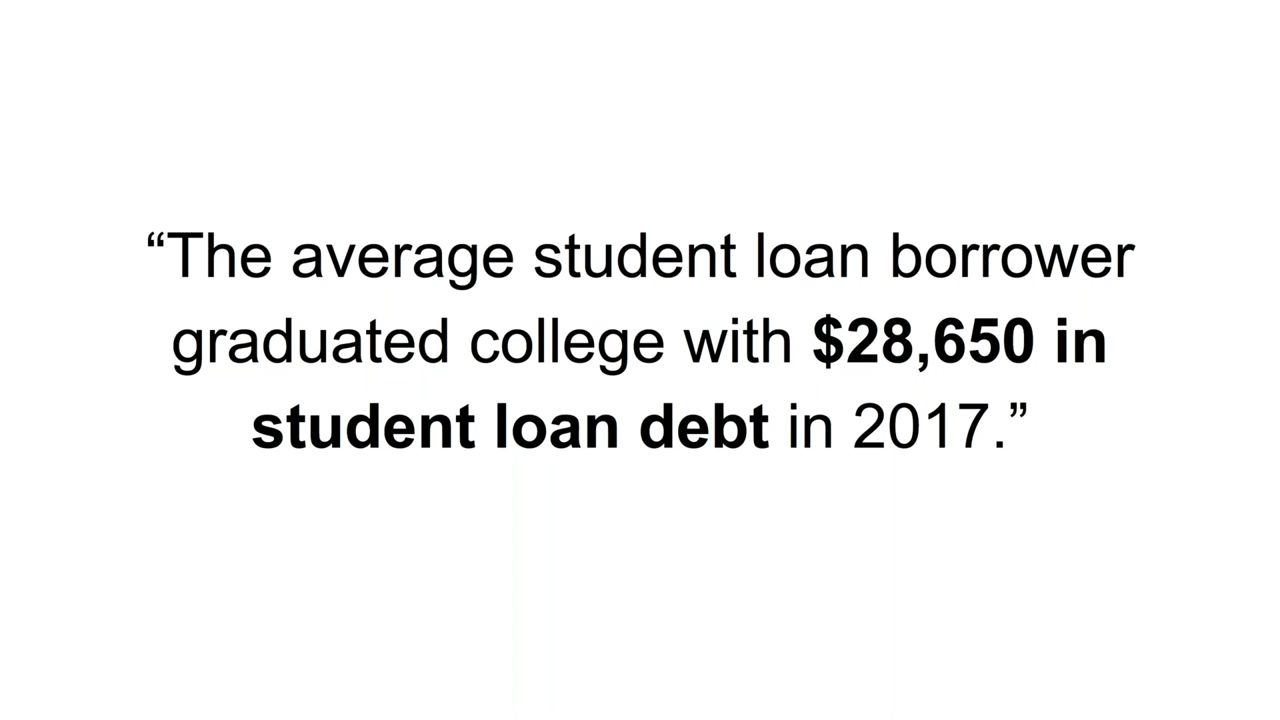 “The average student loan borrower
graduated college with $28,650 in
student loan debt in 2017.”